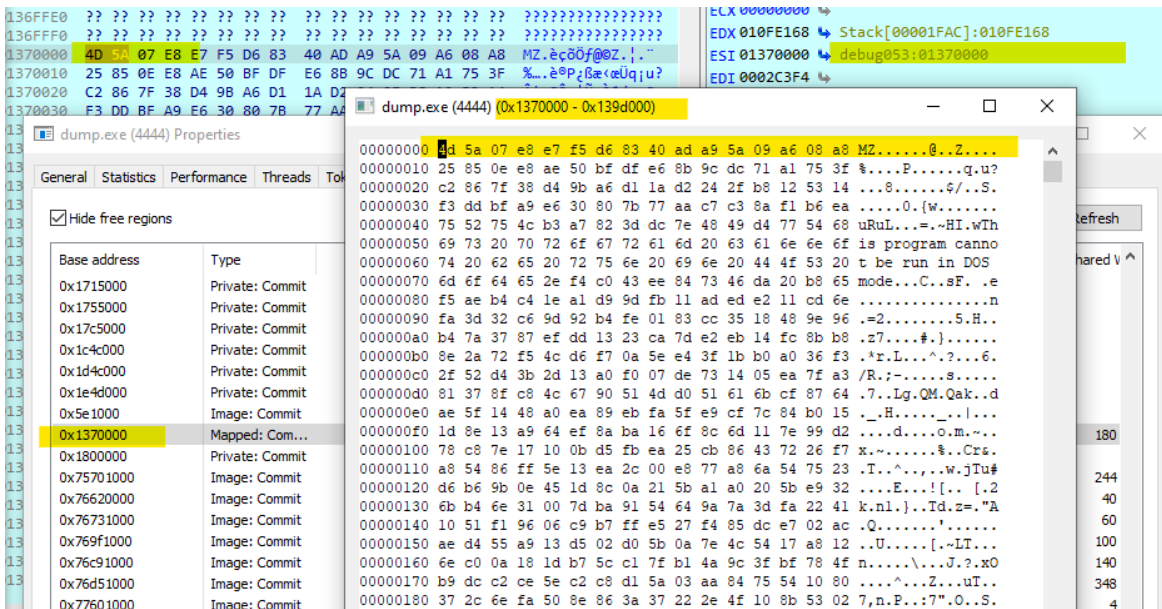 136FFE0 ?? ?? ?? ?? ?? ?? ?? ?? ?? ?? ?? ?? ?? ?? ?? ?? ????????????????
136FFF0 ?? ?? ?? ?? ?? ?? ?? ?? ?? ?? ?? ?? ?? ?? ?? ?? ????????????????
1370000 4D 5A 07 E8 E7 F5 D6 83 40 AD A9 5A 09 A6 08 A8 MZ.èçõÖƒ@­©Z.¦.¨
1370010 25 85 0E E8 AE 50 BF DF E6 8B 9C DC 71 A1 75 3F %….è®P¿ßæ‹œÜq¡u?
1370020 C2 86 7F 38 D4 9B A6 D1 1A
1370030 F3 DD BF A9 E6 30 80 7B 77
ECX 00000000
EDX 010FE168 Stack[00001FAC]:010FE168
ESI 01370000 debug053:01370000
EDI 0002C3F4
dump.exe (4444) Properties
General Statistics Performance Threads
Hide free regions
Refresh
Base address Type
0x1715000 Private: Commit
0x1755000 Private: Commit
0x17c5000 Private: Commit
0x1c4c000 Private: Commit
0x1d4c000 Private: Commit
0x1e4d000 Private: Commit
0x5e1000 Image: Commit
0x1370000 Mapped: Com... 180
0x1800000 Private: Commit
0x75701000 Image: Commit 244
0x76620000 Image: Commit 40
0x76731000 Image: Commit 60
0x769f1000 Image: Commit 100
0x76c91000 Image: Commit 140
0x76d51000 Image: Commit 348
0x77601000 Image: Commit 4
dump.exe (4444) (0x1370000 - 0x139d000)
00000000 4d 5a 07 e8 e7 f5 d6 83 40 ad a9 5a 09 a6 08 a8 MZ......@..Z....
00000010 25 85 0e e8 ae 50 bf df e6 8b 9c dc 71 a1 75 3f %....P......q.u?
00000020 c2 86 7f 38 d4 9b a6 d1 1a d2 24 2f b8 12 53 14 ...8......$/..S.
00000030 f3 dd bf a9 e6 30 80 7b 77 aa c7 c3 8a f1 b6 ea .....0.{w.......
00000040 75 52 75 4c b3 a7 82 3d dc 7e 48 49 d4 77 54 68 uRuL...=.~HI.wTh
00000050 69 73 20 70 72 6f 67 72 61 6d 20 63 61 6e 6e 6f is program canno
00000060 74 20 62 65 20 72 75 6e 20 69 6e 20 44 4f 53 20 t be run in DOS
00000070 6d 6f 64 65 2e f4 c0 43 ee 84 73 46 da 20 b8 65 mode...C..sF. .e
00000080 f5 ae b4 c4 1e a1 d9 9d fb 11 ad ed e2 11 cd 6e ...............n
00000090 fa 3d 32 c6 9d 92 b4 fe 01 83 cc 35 18 48 9e 96 .=2........5.H..
000000a0 b4 7a 37 87 ef dd 13 23 ca 7d e2 eb 14 fc 8b b8 .z7....#.}......
000000b0 8e 2a 72 f5 4c d6 f7 0a 5e e4 3f 1b b0 a0 36 f3 .*r.L...^.?...6.
000000c0 2f 52 d4 3b 2d 13 a0 f0 07 de 73 14 05 ea 7f a3 /R.;-.....s.....
000000d0 81 37 8f c8 4c 67 90 51 4d d0 51 61 6b cf 87 64 .7..Lg.QM.Qak..d
000000e0 ae 5f 14 48 a0 ea 89 eb fa 5f e9 cf 7c 84 b0 15 ._.H....._..|...
000000f0 1d 8e 13 a9 64 ef 8a ba 16 6f 8c 6d 11 7e 99 d2 ....d....o.m.~..
00000100 78 c8 7e 17 10 0b d5 fb ea 25 cb 86 43 72 26 f7 x.~......%..Cr&.
00000110 a8 54 86 ff 5e 13 ea 2c 00 e8 77 a8 6a 54 75 23 .T..^..,..w.jTu#
00000120 d6 b6 9b 0e 45 1d 8c 0a 21 5b a1 a0 20 5b e9 32 ....E...![.. [.2
00000130 6b b4 6e 31 00 7d ba 91 54 64 9a 7a 3d fa 22 41 k.n1.}..Td.z=."A
00000140 10 51 f1 96 06 c9 b7 ff e5 27 f4 85 dc e7 02 ac .Q.......'......
00000150 ae d4 55 a9 13 d5 02 d0 5b 0a 7e 4c 54 17 a8 12 ..U.....[.~LT...
00000160 6e c0 0a 18 1d b7 5c c1 7f b1 4a 9c 3f bf 78 4f n.....\...J.?.xO
00000170 b9 dc c2 ce 5e c2 c8 d1 5a 03 aa 84 75 54 10 80 ....^...Z...uT..
00000180 37 2c 6e fa 50 8e 86 3a 37 22 2e 4f 10 8b 53 02 7,n.P..:7".O..S.